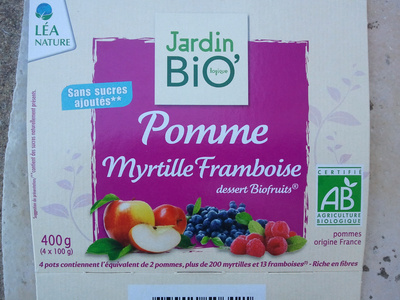 LÉA
NATURE
Jardin
BiO'
logique
Sans sucres
ajoutés**
Pomme
Myrtille Framboise
dessert Biofruits®
CERTIFIÉ
AB
AGRICULTURE
BIOLOGIQUE
400g
(4 x 100g)
pommes
origine France
4 pots contiennent l'équivalent de 2 pommes, plus de 200 myrtilles et 13 framboises* - Riche en fibres